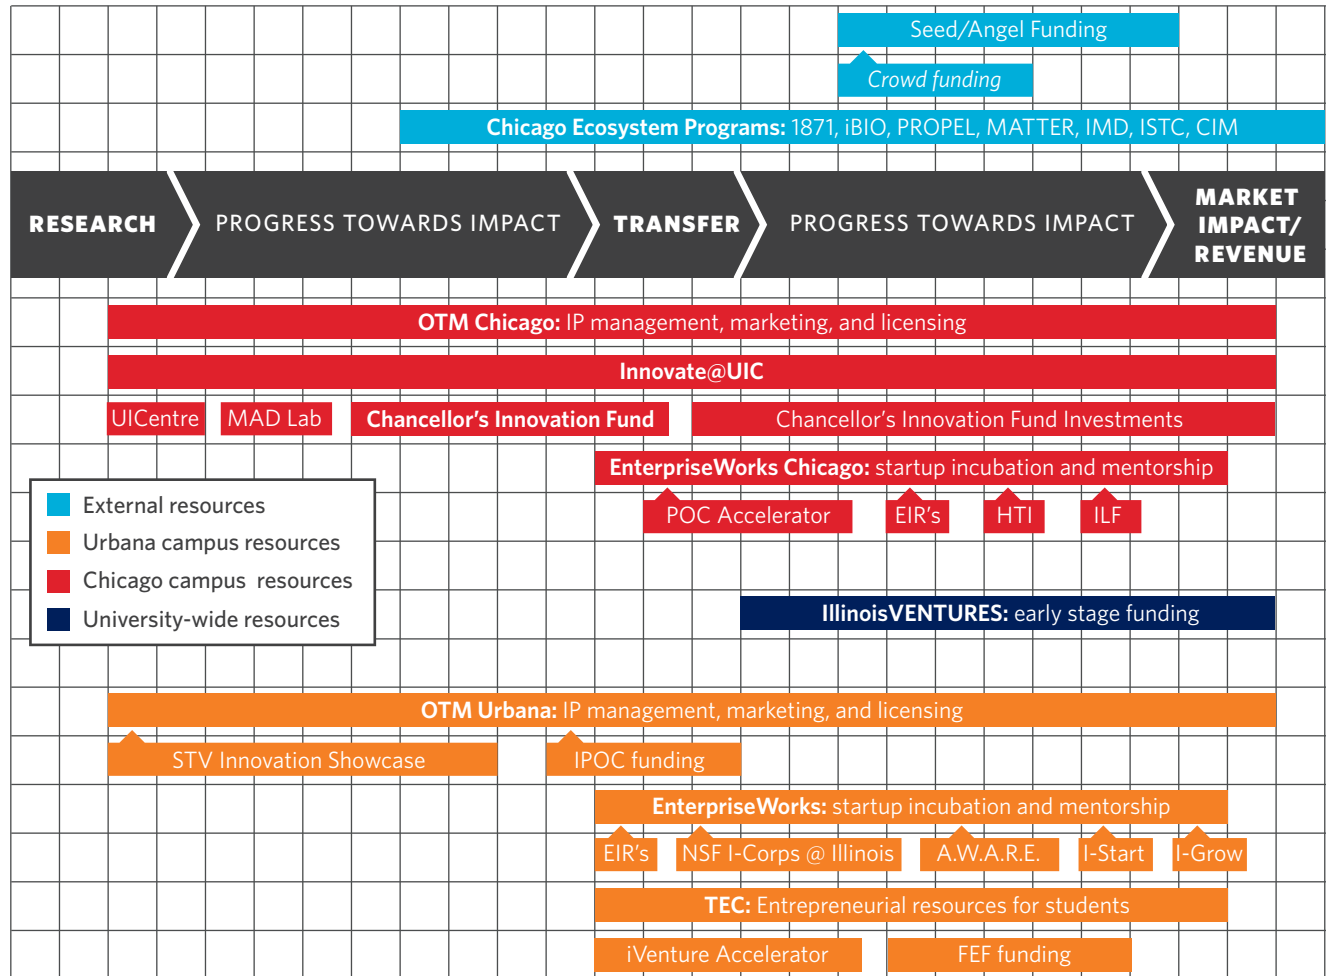 Seed/Angel Funding
Crowd funding
Chicago Ecosystem Programs: 1871, iBIO, PROPEL, MATTER, IMD, ISTC, CIM
RESEARCH
PROGRESS TOWARDS IMPACT
TRANSFER
PROGRESS TOWARDS IMPACT
MARKET
IMPACT/
REVENUE
OTM Chicago: IP management, marketing, and licensing
Innovate@UIC
UICentre
MAD Lab
Chancellor's Innovation Fund
Chancellor's Innovation Fund Investments
EnterpriseWorks Chicago: startup incubation and mentorship
POC Accelerator
EIR's
HTI
ILF
External resources
Urbana campus resources
Chicago campus resources
University-wide resources
IllinoisVENTURES: early stage funding
OTM Urbana: IP management, marketing, and licensing
STV Innovation Showcase
IPOC funding
EnterpriseWorks: startup incubation and mentorship
EIR's
NSF I-Corps @ Illinois
A.W.A.R.E.
I-Start
I-Grow
TEC: Entrepreneurial resources for students
iVenture Accelerator
FEF funding